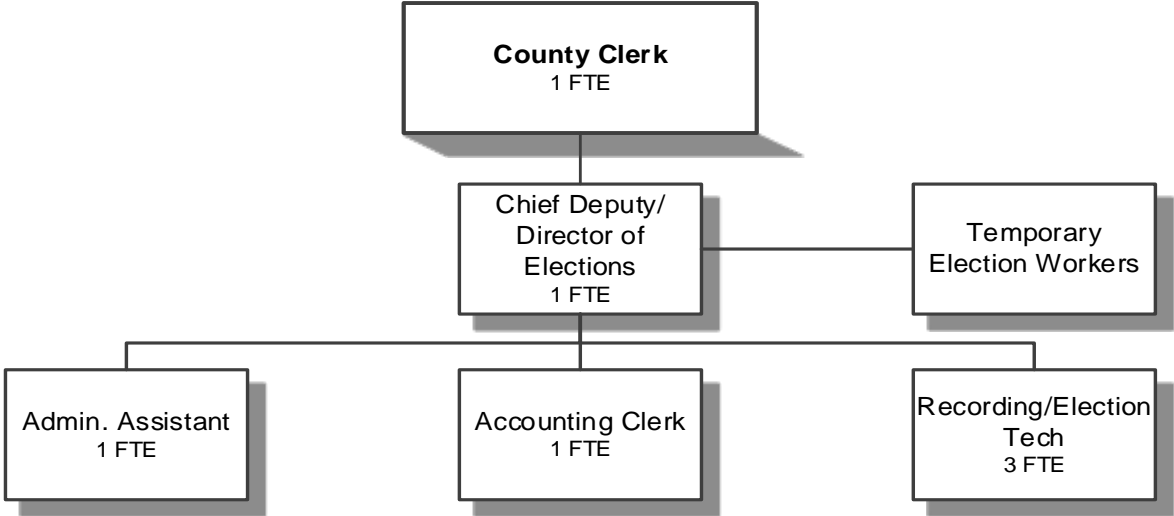 County Clerk
1 FTE
Chief Deputy/
Director of
Elections
1 FTE
Temporary
Election Workers
Admin. Assistant
1 FTE
Accounting Clerk
1 FTE
Recording/Election
Tech
3 FTE